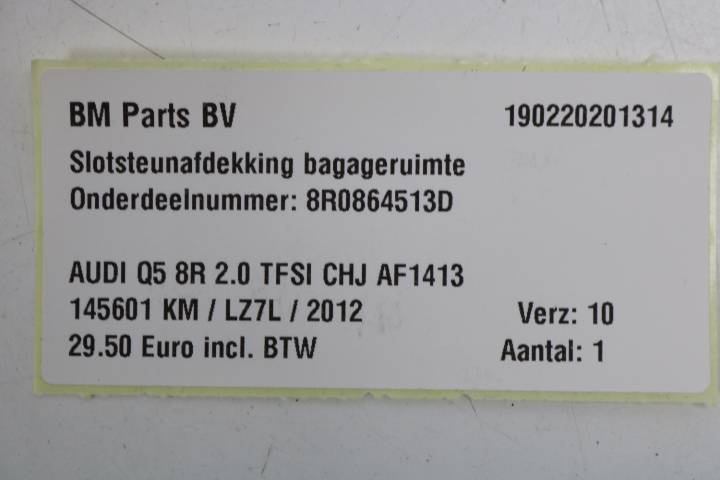 BM Parts BV 190220201314
Slotsteunafdekking bagageruimte
Onderdeelnummer: 8R0864513D
AUDI Q5 8R 2.0 TFSI CHJ AF1413
145601 KM / LZ7L / 2012 Verz: 10
29.50 Euro incl. BTW Aantal: 1